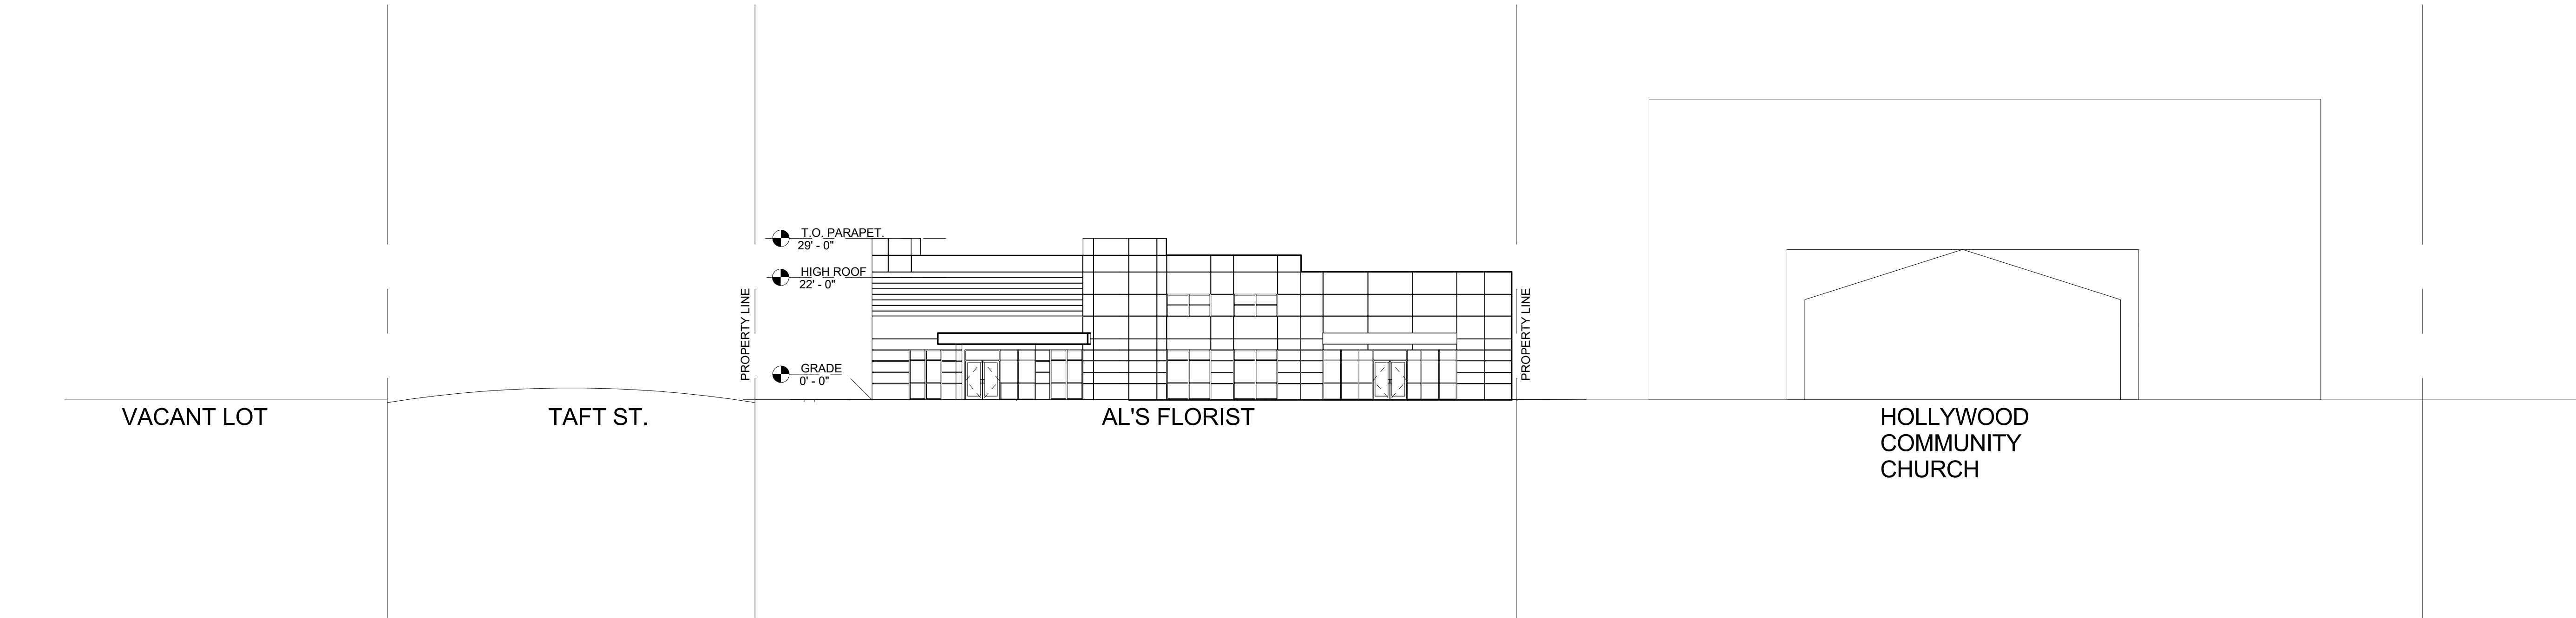 T.O. PARAPET.
29' - 0"
HIGH ROOF
22' - 0"
GRADE
0' - 0"
PROPERTY LINE
PROPERTY LINE
VACANT LOT
TAFT ST.
AL'S FLORIST
HOLLYWOOD
COMMUNITY
CHURCH